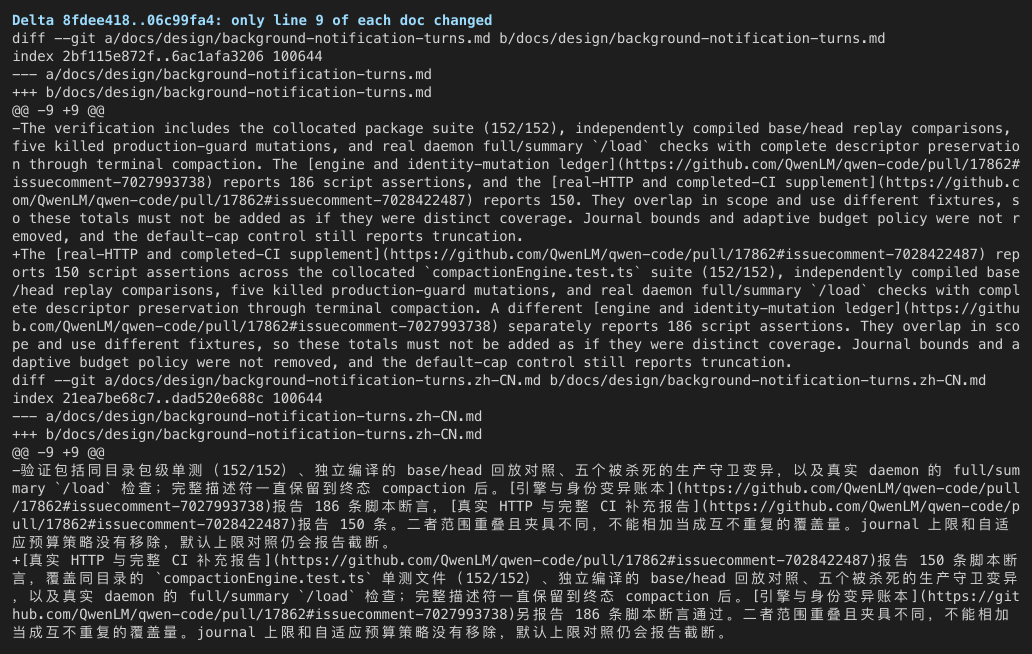 Delta 8fdee418..06c99fa4: only line 9 of each doc changed
diff --git a/docs/design/background-notification-turns.md b/docs/design/background-notification-turns.md
index 2bf115e872f..6ac1afa3206 100644
--- a/docs/design/background-notification-turns.md
+++ b/docs/design/background-notification-turns.md
@@ -9 +9 @@
-The verification includes the collocated package suite (152/152), independently compiled base/head replay comparisons,
five killed production-guard mutations, and real daemon full/summary `/load` checks with complete descriptor preservatio
n through terminal compaction. The [engine and identity-mutation ledger](https://github.com/QwenLM/qwen-code/pull/17862#
issuecomment-7027993738) reports 186 script assertions, and the [real-HTTP and completed-CI supplement](https://github.c
om/QwenLM/qwen-code/pull/17862#issuecomment-7028422487) reports 150. They overlap in scope and use different fixtures, s
o these totals must not be added as if they were distinct coverage. Journal bounds and adaptive budget policy were not r
emoved, and the default-cap control still reports truncation.
+The [real-HTTP and completed-CI supplement](https://github.com/QwenLM/qwen-code/pull/17862#issuecomment-7028422487) rep
orts 150 script assertions across the collocated `compactionEngine.test.ts` suite (152/152), independently compiled base
/head replay comparisons, five killed production-guard mutations, and real daemon full/summary `/load` checks with compl
ete descriptor preservation through terminal compaction. A different [engine and identity-mutation ledger](https://githu
b.com/QwenLM/qwen-code/pull/17862#issuecomment-7027993738) separately reports 186 script assertions. They overlap in sco
pe and use different fixtures, so these totals must not be added as if they were distinct coverage. Journal bounds and a
daptive budget policy were not removed, and the default-cap control still reports truncation.
diff --git a/docs/design/background-notification-turns.zh-CN.md b/docs/design/background-notification-turns.zh-CN.md
index 21ea7be68c7..dad520e688c 100644
--- a/docs/design/background-notification-turns.zh-CN.md
+++ b/docs/design/background-notification-turns.zh-CN.md
@@ -9 +9 @@
-验证包括同目录包级单测（152/152）、独立编译的 base/head 回放对照、五个被杀死的生产守卫变异，以及真实 daemon 的 full/sum
mary `/load` 检查；完整描述符一直保留到终态 compaction 后。[引擎与身份变异账本](https://github.com/QwenLM/qwen-code/pull
/17862#issuecomment-7027993738)报告 186 条脚本断言，[真实 HTTP 与完整 CI 补充报告](https://github.com/QwenLM/qwen-code/p
ull/17862#issuecomment-7028422487)报告 150 条。二者范围重叠且夹具不同，不能相加当成互不重复的覆盖量。journal 上限和自适
应预算策略没有移除，默认上限对照仍会报告截断。
+[真实 HTTP 与完整 CI 补充报告](https://github.com/QwenLM/qwen-code/pull/17862#issuecomment-7028422487)报告 150 条脚本断
言，覆盖同目录的 `compactionEngine.test.ts` 单测文件（152/152）、独立编译的 base/head 回放对照、五个被杀死的生产守卫变异
，以及真实 daemon 的 full/summary `/load` 检查；完整描述符一直保留到终态 compaction 后。[引擎与身份变异账本](https://git
hub.com/QwenLM/qwen-code/pull/17862#issuecomment-7027993738)另报告 186 条脚本断言通过。二者范围重叠且夹具不同，不能相加
当成互不重复的覆盖量。journal 上限和自适应预算策略没有移除，默认上限对照仍会报告截断。